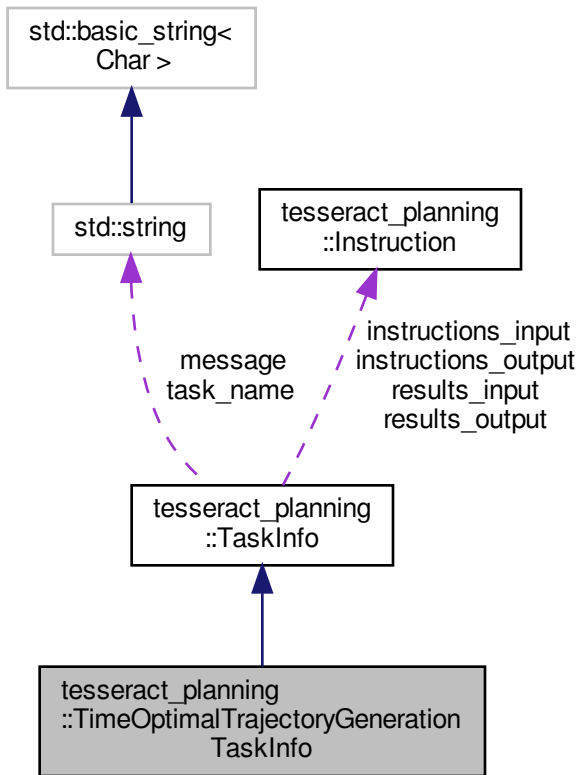 std::basic_string<
Char >
std::string
tesseract_planning
::Instruction
message
task_name
instructions_input
instructions_output
results_input
results_output
tesseract_planning
::TaskInfo
tesseract_planning
::TimeOptimalTrajectoryGeneration
TaskInfo